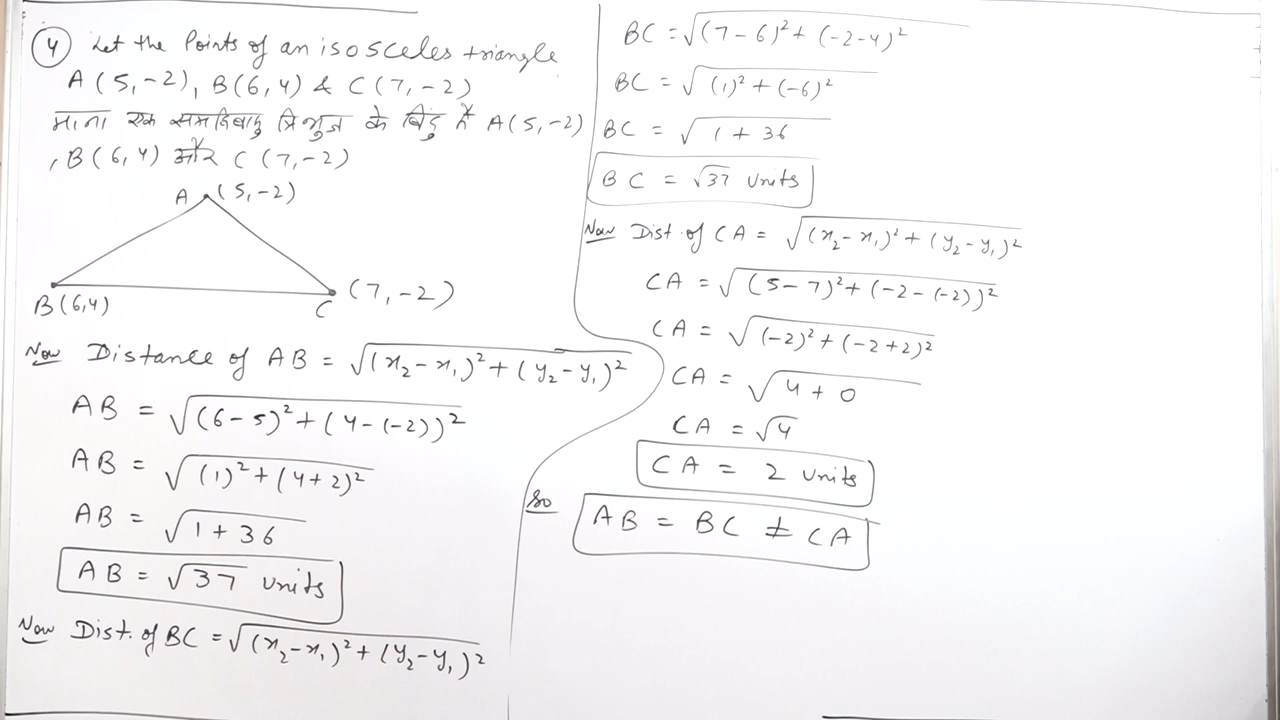 ④ Let the Points of an isosceles triangle
A(5,-2), B(6,4) & C(7,-2)
माना एक समद्विबाहु त्रिभुज के बिंदु हैं A(5,-2)
, B(6,4) और C(7,-2)
A (5,-2)
B(6,4)
C (7,-2)
Now Distance of AB = √((x₂-x₁)²+(y₂-y₁)²)
AB = √((6-5)²+(4-(-2))²)
AB = √((1)²+(4+2)²)
AB = √(1+36)
AB = √37 units
Now Dist. of BC = √((x₂-x₁)²+(y₂-y₁)²)
BC = √((7-6)²+(-2-4)²)
BC = √((1)²+(-6)²)
BC = √(1+36)
BC = √37 units
Now Dist. of CA = √((x₂-x₁)²+(y₂-y₁)²)
CA = √((5-7)²+(-2-(-2))²)
CA = √((-2)²+(-2+2)²)
CA = √(4+0)
CA = √4
CA = 2 units
So AB = BC ≠ CA